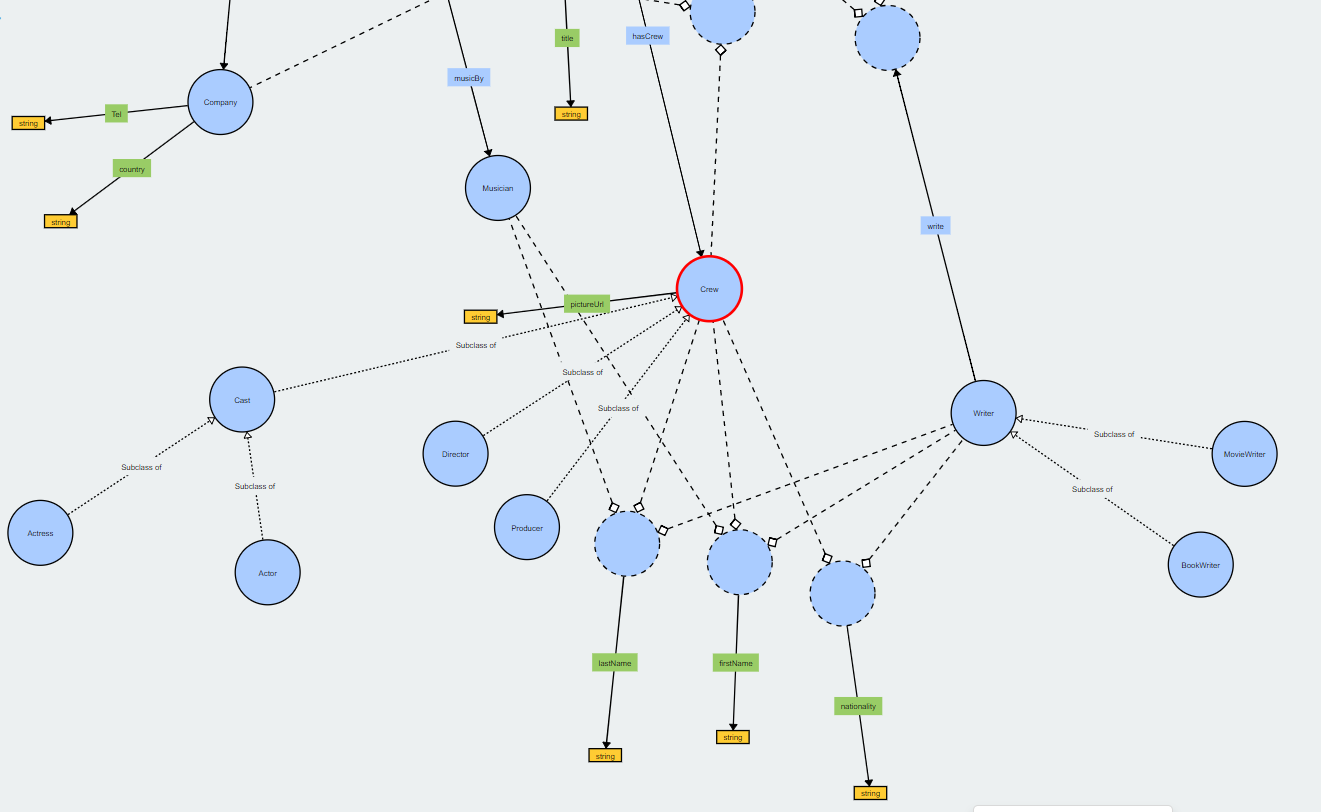 hasCrew
title
musicBy
Company
Tel
string
string
country
Musician
string
write
Crew
pictureUrl
string
Subclass of
Subclass of
Cast
Subclass of
Writer
Subclass of
Director
MovieWriter
Subclass of
Subclass of
Subclass of
Actress
Producer
BookWriter
Actor
lastName
firstName
nationality
string
string
string